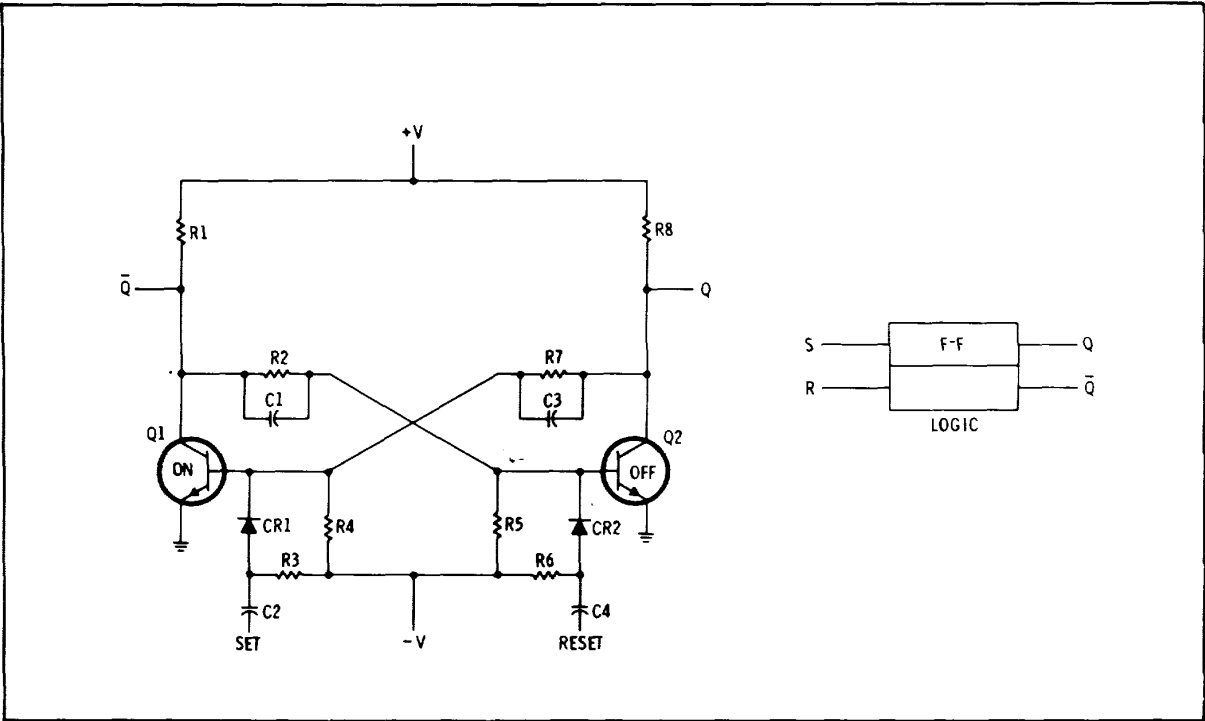 +V
R1
R8
Q̅
Q
R2
R7
C1
C3
Q1
Q2
ON
OFF
CR1
R4
R5
CR2
R3
R6
C2
C4
SET
-V
RESET
S
F-F
Q
R
Q̅
LOGIC